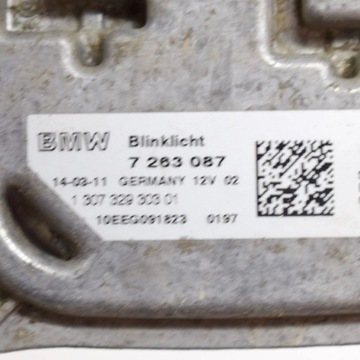 BMW Blinklicht
7 263 087
14-03-11 GERMANY 12V 02
1 307 329 303 01
10EEG091823 0197